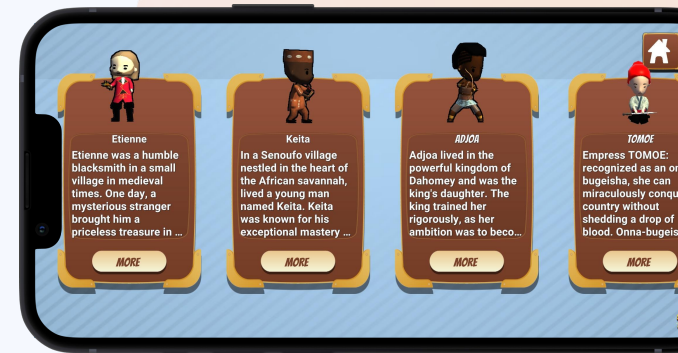 Etienne
Etienne was a humble
blacksmith in a small
village in medieval
times. One day, a
mysterious stranger
brought him a
priceless treasure in ...
MORE
Keita
In a Senoufo village
nestled in the heart of
the African savannah,
lived a young man
named Keita. Keita
was known for his
exceptional mastery ...
MORE
ADJOA
Adjoa lived in the
powerful kingdom of
Dahomey and was the
king's daughter. The
king trained her
rigorously, as her
ambition was to beco...
MORE
TOMOE
Empress TOMOE:
recognized as an on
bugeisha, she can
miraculously conqu
country without
shedding a drop of
blood. Onna-bugeis
MORE